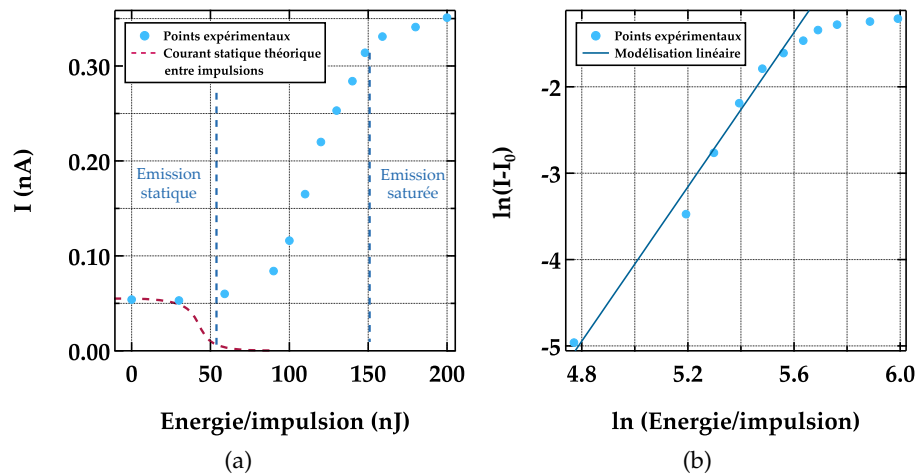 Points expérimentaux
Courant statique théorique
entre impulsions
Emission
statique
Emission
saturée
I (nA)
0.30
0.20
0.10
0.00
0
50
100
150
200
Energie/impulsion (nJ)
(a)
Points expérimentaux
Modélisation linéaire
ln(I-I₀)
-2
-3
-4
-5
4.8
5.2
5.6
6.0
ln (Energie/impulsion)
(b)